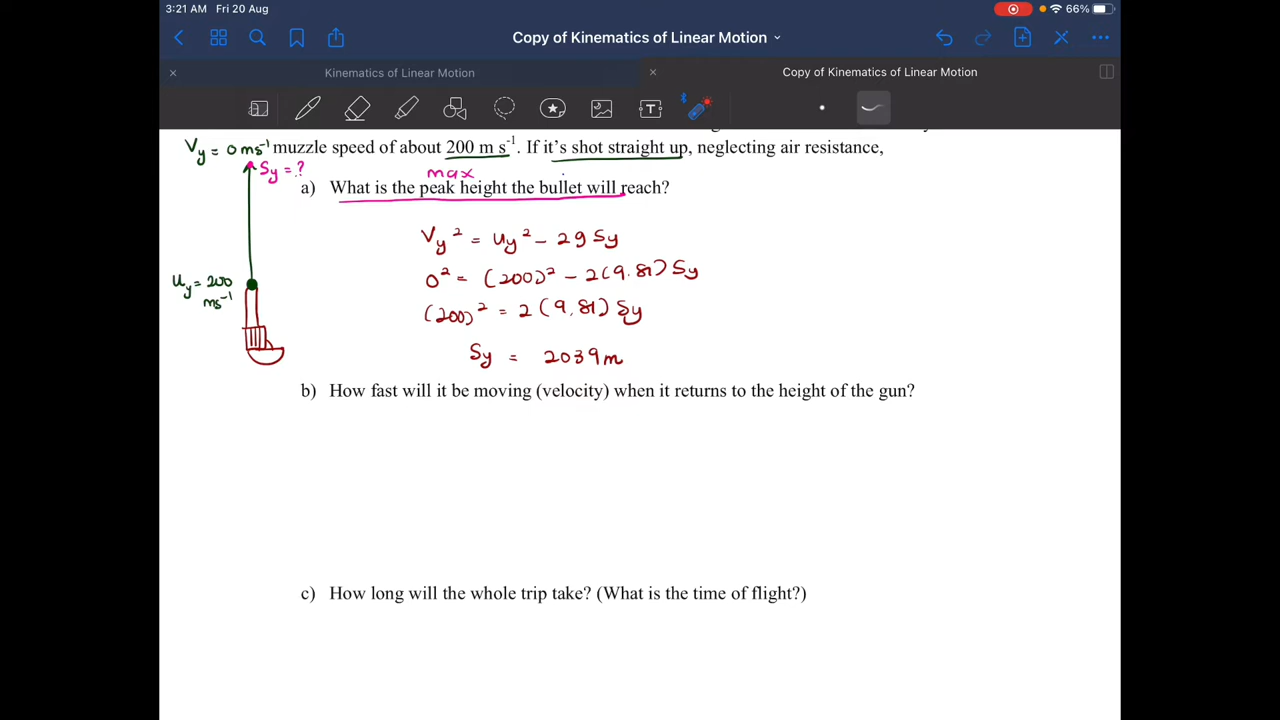 3:21 AM Fri 20 Aug
66%
Copy of Kinematics of Linear Motion
Kinematics of Linear Motion
Copy of Kinematics of Linear Motion
Vy = 0 ms⁻¹
muzzle speed of about 200 m s⁻¹. If it's shot straight up, neglecting air resistance,
Sy = ?
max
a) What is the peak height the bullet will reach?
Vy² = uy² - 2gSy
0² = (200)² - 2(9.81)Sy
uy = 200
ms⁻¹
(200)² = 2(9.81)Sy
Sy = 2039m
b) How fast will it be moving (velocity) when it returns to the height of the gun?
c) How long will the whole trip take? (What is the time of flight?)